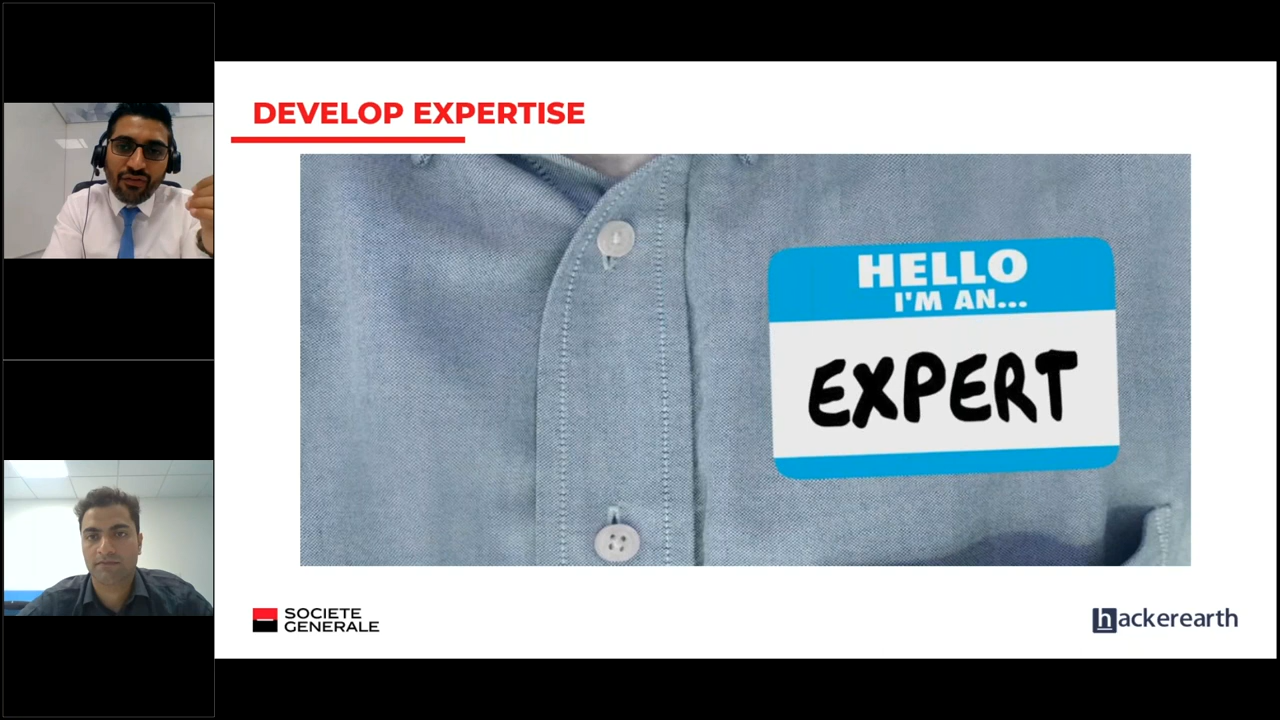 DEVELOP EXPERTISE
HELLO
I'M AN...
EXPERT
SOCIETE
GENERALE
hackerearth